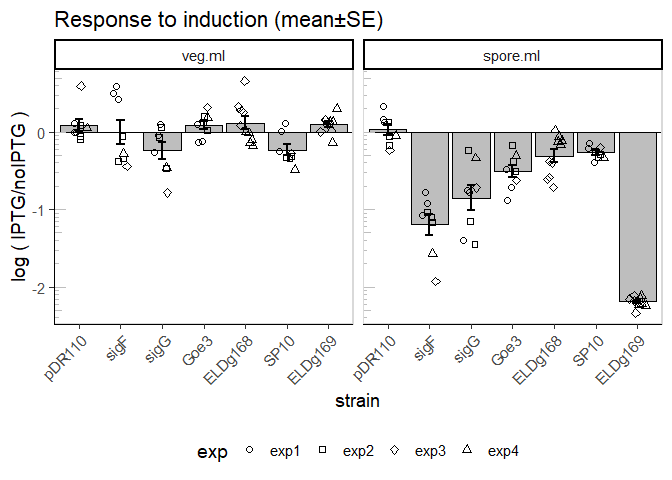 Response to induction (mean±SE)
veg.ml
spore.ml
log ( IPTG/noIPTG )
0
-1
-2
pDR110
sigF
sigG
Goe3
ELDg168
SP10
ELDg169
pDR110
sigF
sigG
Goe3
ELDg168
SP10
ELDg169
strain
exp
exp1
exp2
exp3
exp4